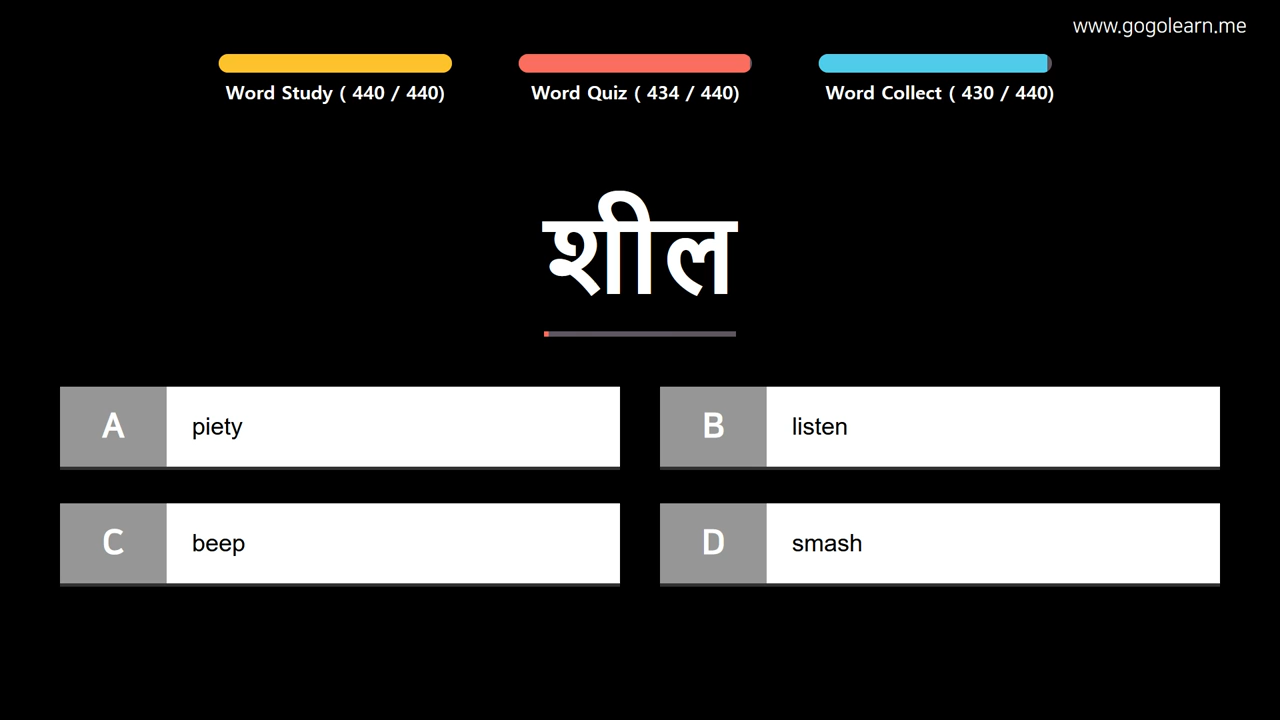 www.gogolearn.me
Word Study ( 440 / 440)
Word Quiz ( 434 / 440)
Word Collect ( 430 / 440)
शील
A piety
B listen
C beep
D smash